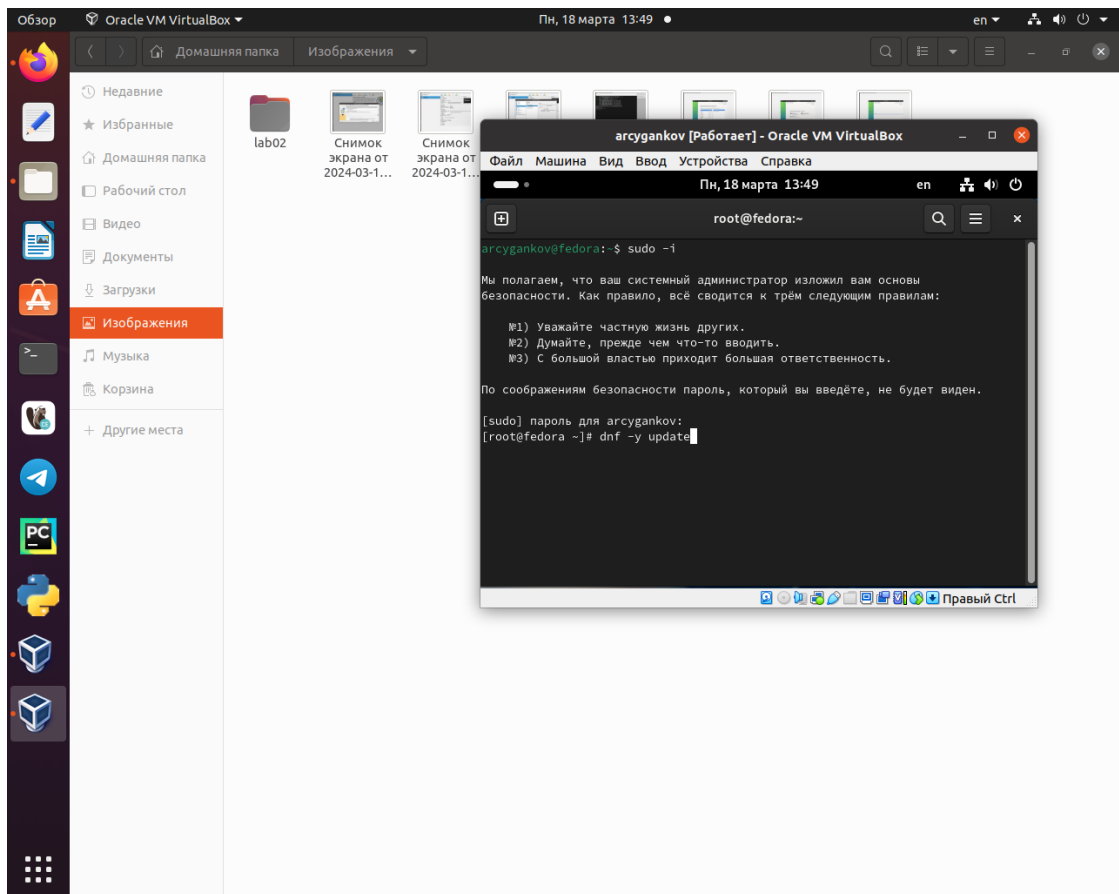 Обзор
Oracle VM VirtualBox
Пн, 18 марта 13:49
en
Домашняя папка
Изображения
Недавние
Избранные
Домашняя папка
Рабочий стол
Видео
Документы
Загрузки
Изображения
Музыка
Корзина
+ Другие места
lab02
Снимок
экрана от
2024-03-1...
Снимок
экрана от
2024-03-1...
arcygankov [Работает] - Oracle VM VirtualBox
Файл Машина Вид Ввод Устройства Справка
Пн, 18 марта 13:49
en
root@fedora:~
arcygankov@fedora:~$ sudo -i
Мы полагаем, что ваш системный администратор изложил вам основы
безопасности. Как правило, всё сводится к трём следующим правилам:
№1) Уважайте частную жизнь других.
№2) Думайте, прежде чем что-то вводить.
№3) С большой властью приходит большая ответственность.
По соображениям безопасности пароль, который вы введёте, не будет виден.
[sudo] пароль для arcygankov:
[root@fedora ~]# dnf -y update
Правый Ctrl
PC